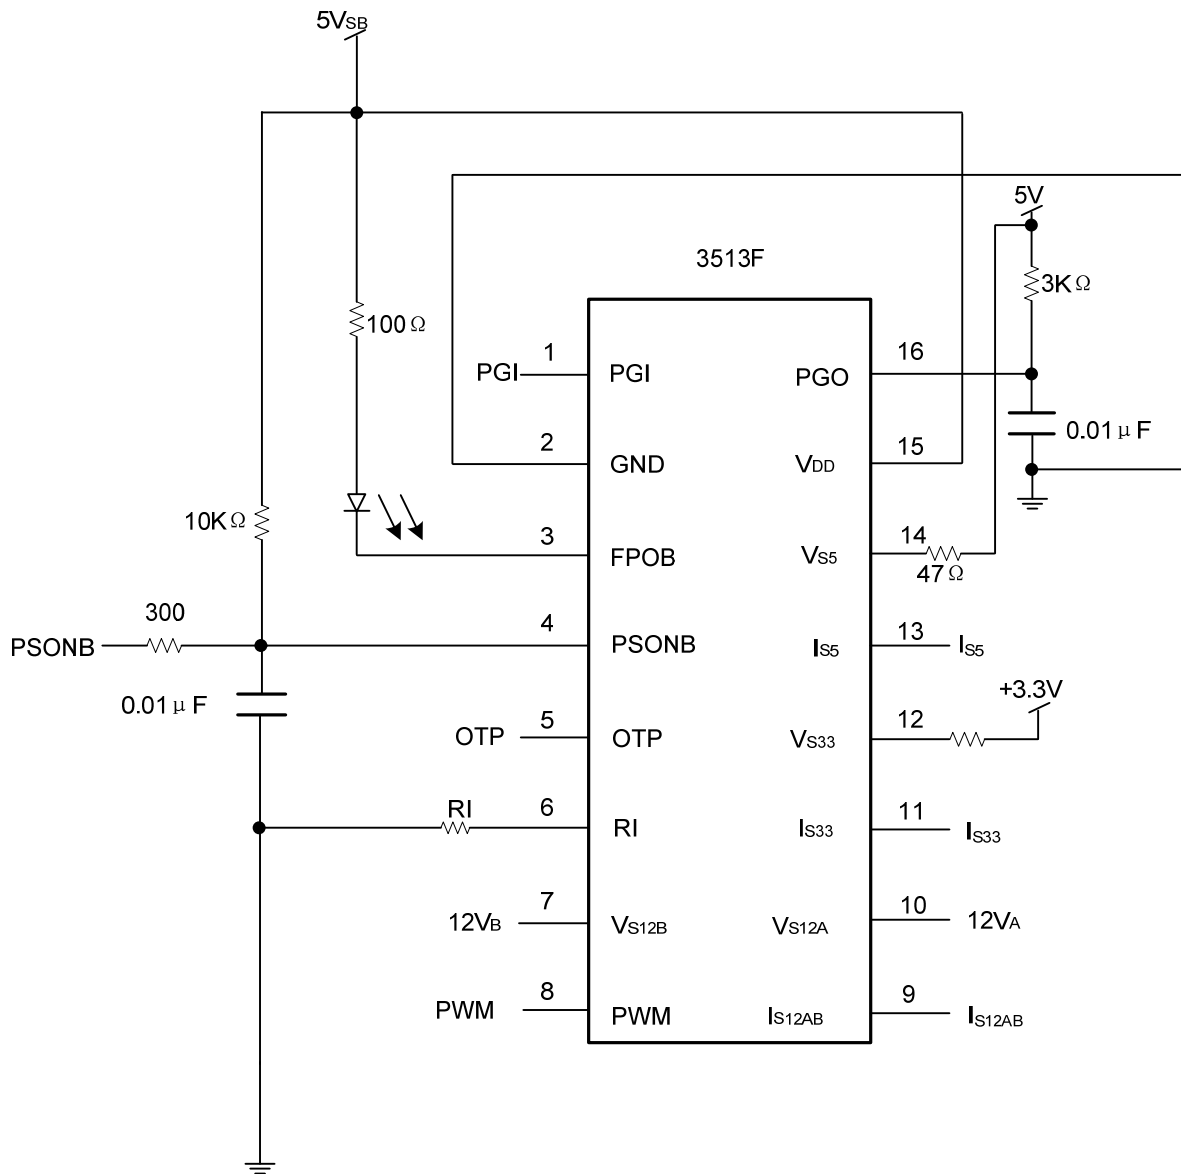 5VSB
5V
3513F
3KΩ
100Ω
1
16
PGI
PGI
PGO
0.01μF
2
15
GND
VDD
10KΩ
3
14
FPOB
VS5
47Ω
300
4
13
PSONB
PSONB
IS5
IS5
+3.3V
0.01μF
5
12
OTP
OTP
VS33
RI
6
11
RI
IS33
IS33
7
10
12VB
VS12B
VS12A
12VA
8
9
PWM
PWM
IS12AB
IS12AB